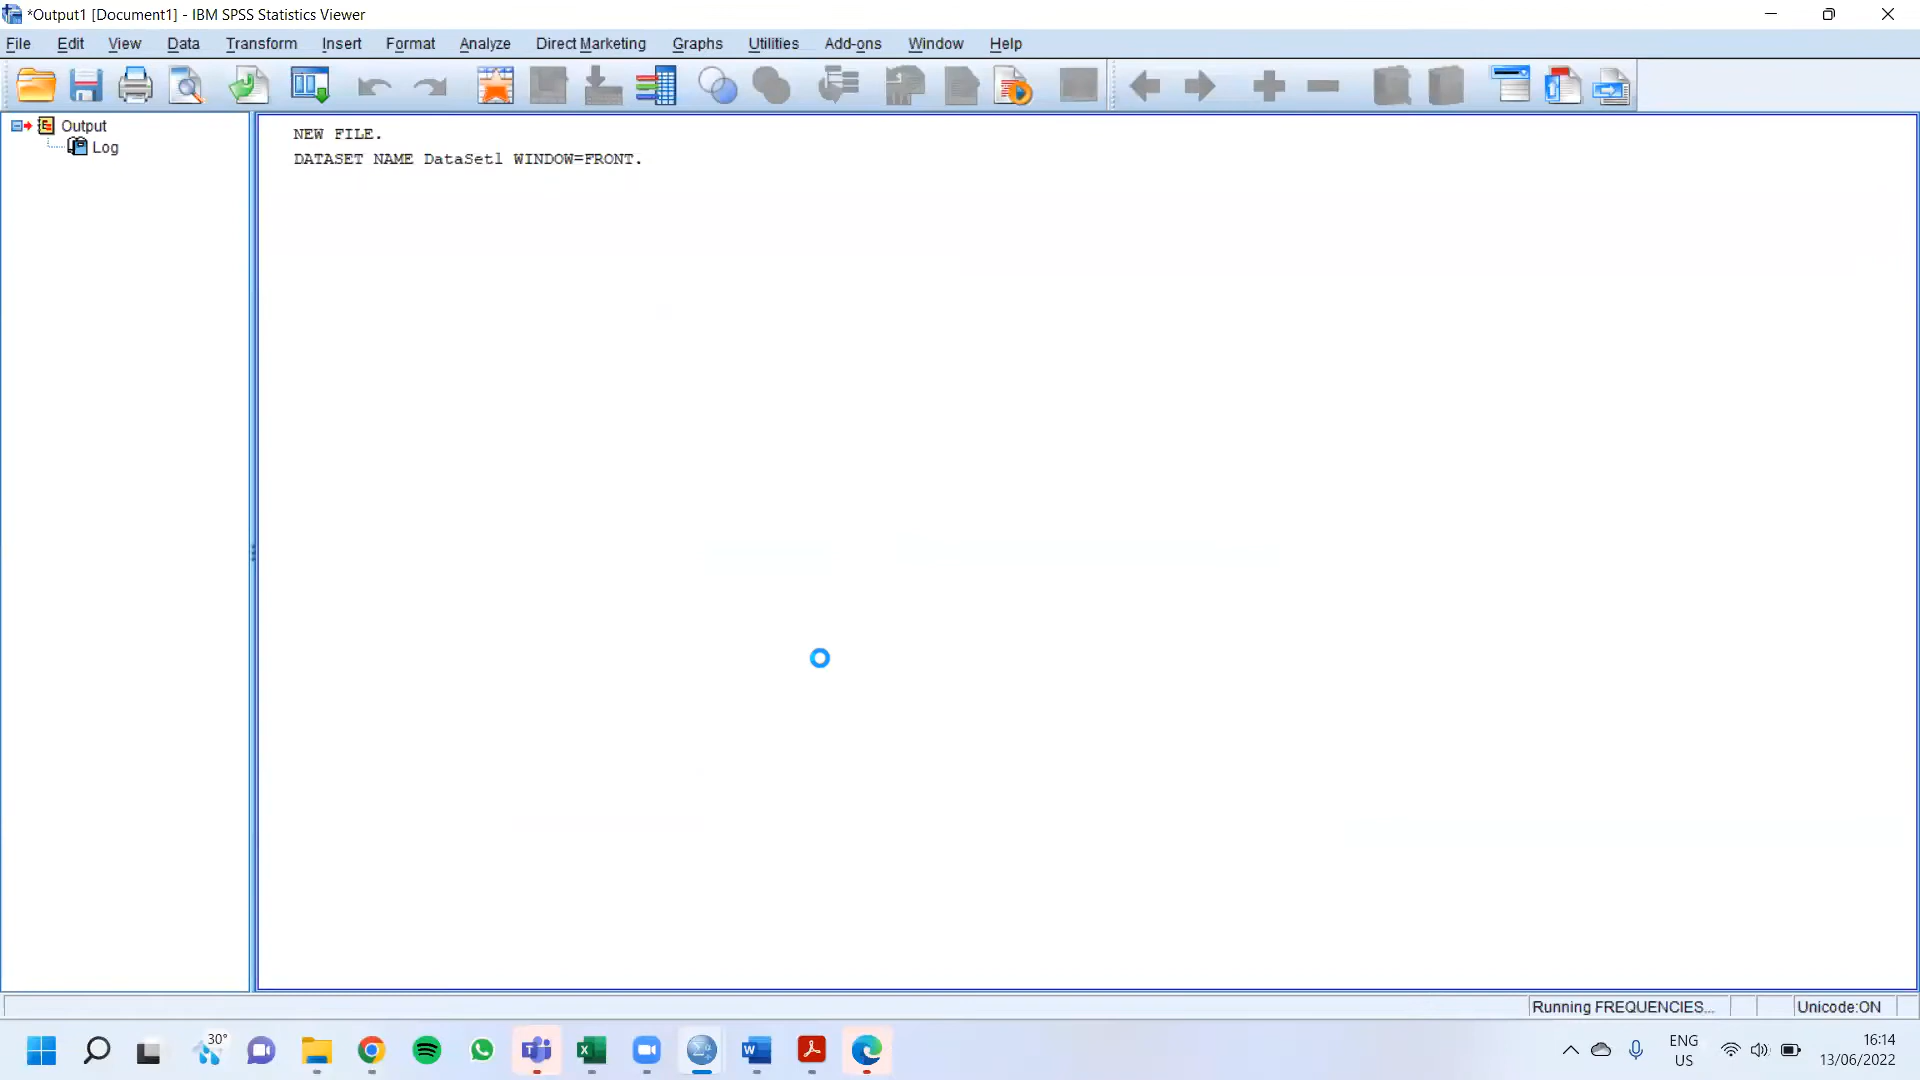 *Output1 [Document1] - IBM SPSS Statistics Viewer
File Edit View Data Transform Insert Format Analyze Direct Marketing Graphs Utilities Add-ons Window Help
Output
Log
NEW FILE.
DATASET NAME DataSet1 WINDOW=FRONT.
Running FREQUENCIES...
Unicode:ON
30°
ENG
US
16:14
13/06/2022